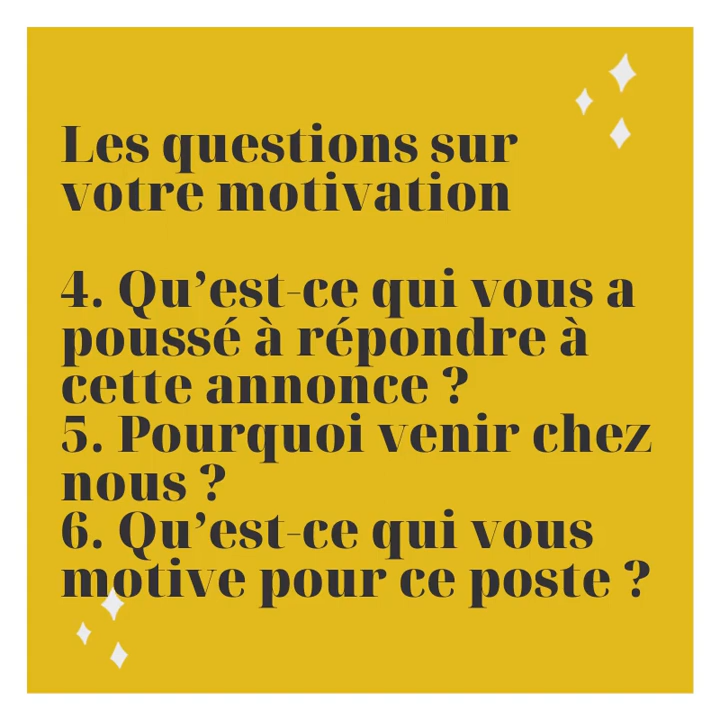 Les questions sur
votre motivation
4. Qu’est-ce qui vous a
poussé à répondre à
cette annonce ?
5. Pourquoi venir chez
nous ?
6. Qu’est-ce qui vous
motive pour ce poste ?